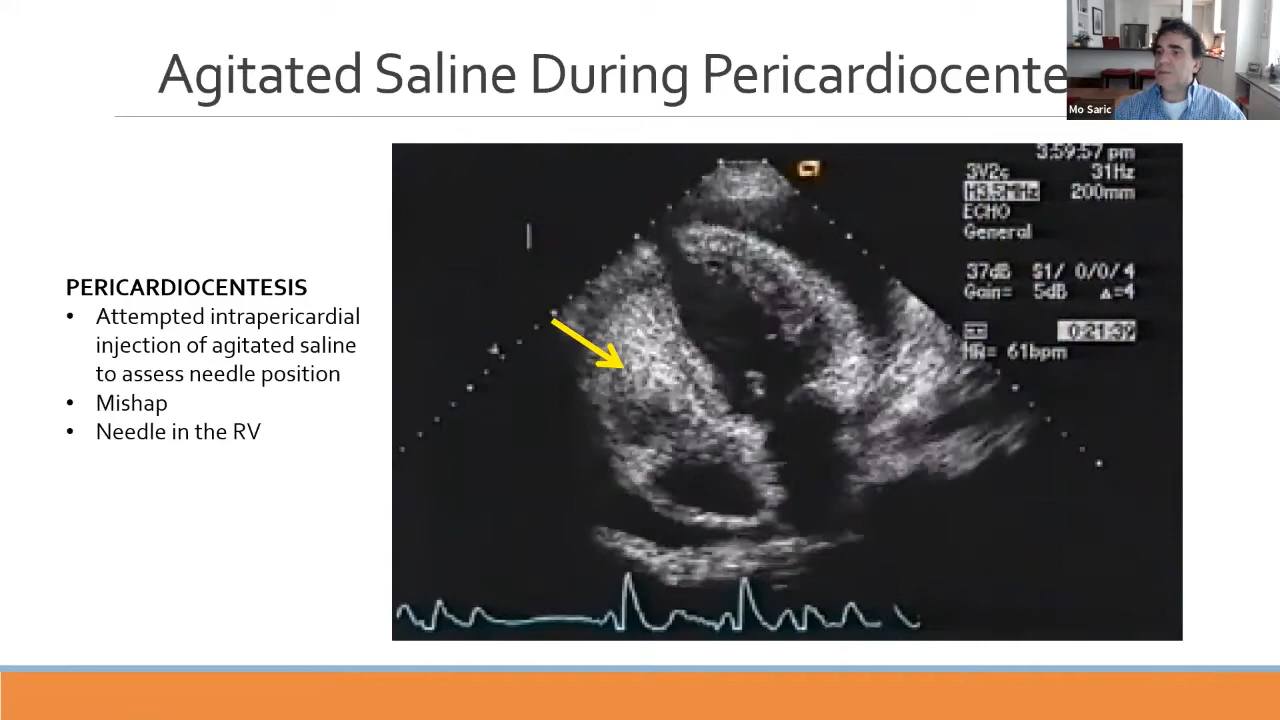 Agitated Saline During Pericardiocente
Mo Saric
3:59:57 pm
3V2c 31Hz
H3.5MHz 200mm
ECHO
General
37dB S1/ 0/0/4
Gain= 5dB △=4
0:21:39
HR= 61bpm
PERICARDIOCENTESIS
• Attempted intrapericardial
injection of agitated saline
to assess needle position
• Mishap
• Needle in the RV